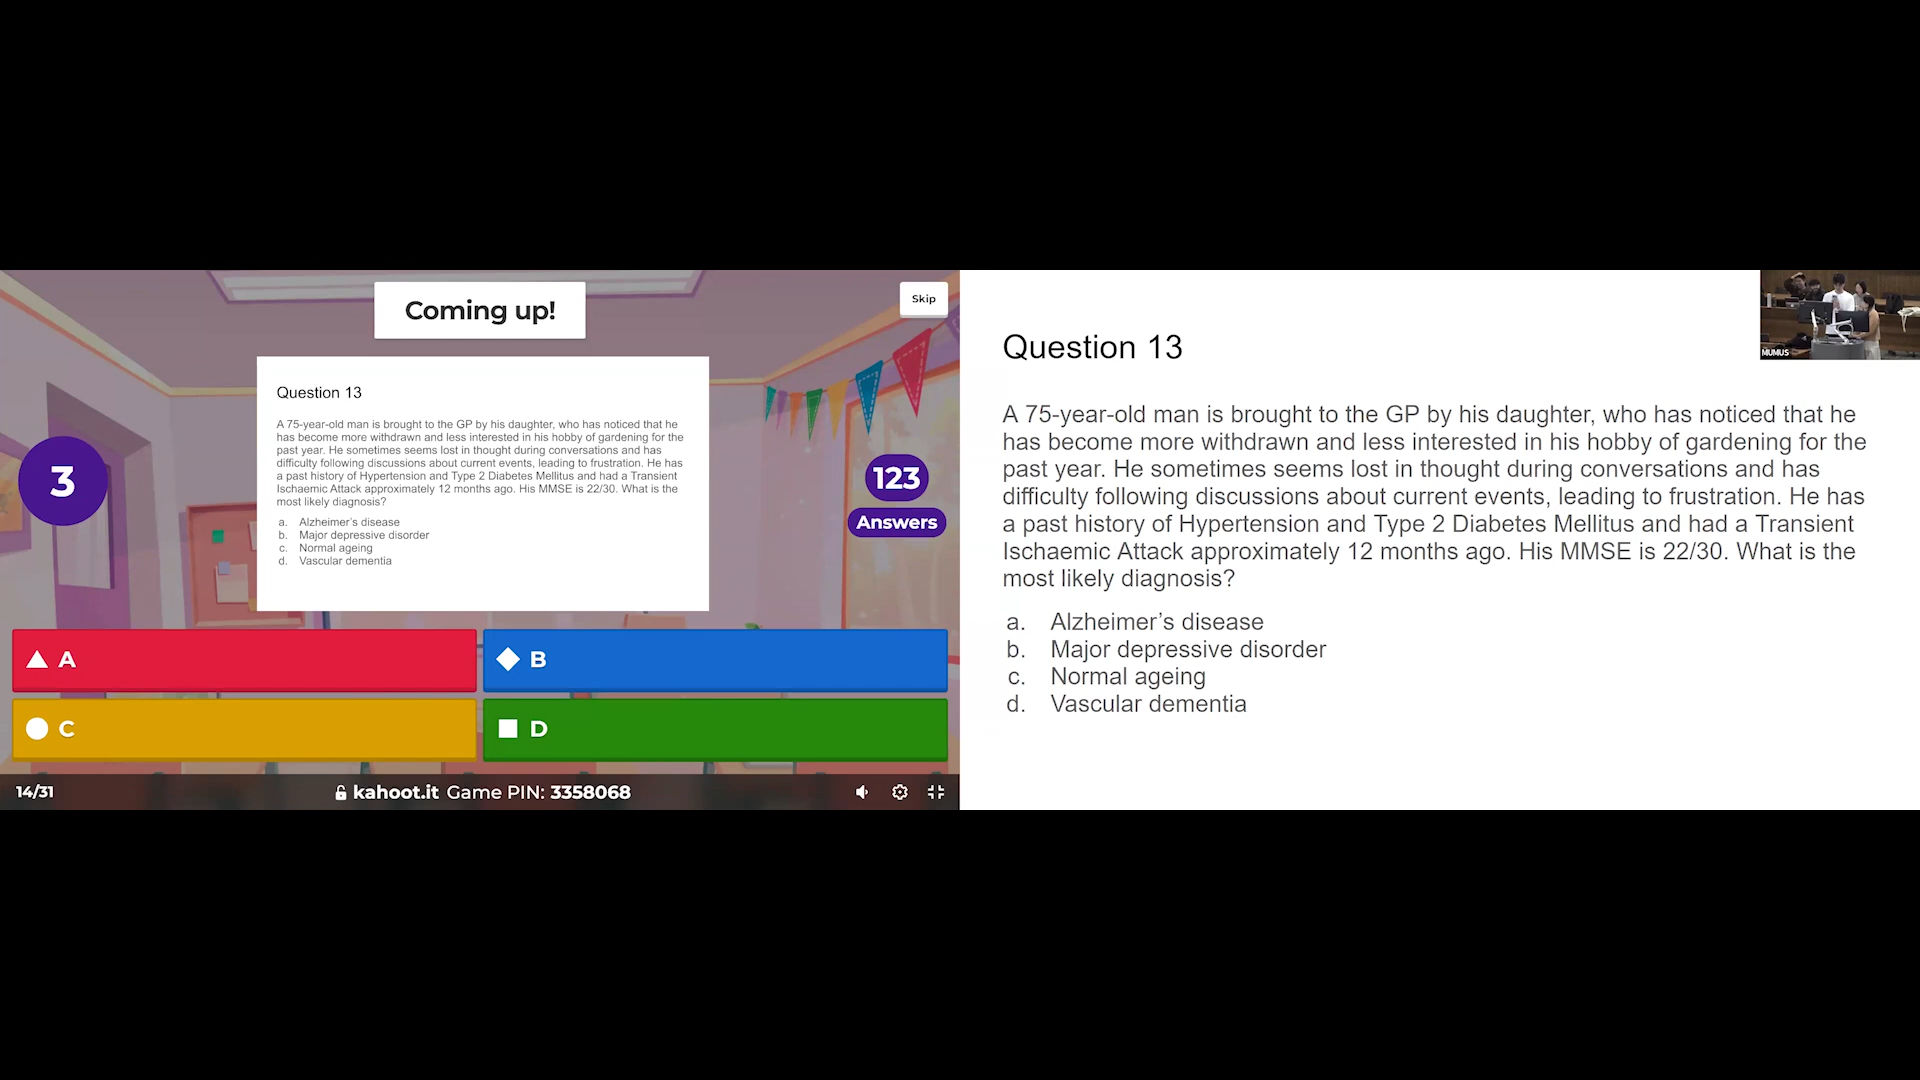 Coming up!
Skip
Question 13
A 75-year-old man is brought to the GP by his daughter, who has noticed that he
has become more withdrawn and less interested in his hobby of gardening for the
past year. He sometimes seems lost in thought during conversations and has
difficulty following discussions about current events, leading to frustration. He has
a past history of Hypertension and Type 2 Diabetes Mellitus and had a Transient
Ischaemic Attack approximately 12 months ago. His MMSE is 22/30. What is the
most likely diagnosis?
a. Alzheimer's disease
b. Major depressive disorder
c. Normal ageing
d. Vascular dementia
3
123
Answers
A
B
C
D
14/31
kahoot.it Game PIN: 3358068
Question 13
A 75-year-old man is brought to the GP by his daughter, who has noticed that he
has become more withdrawn and less interested in his hobby of gardening for the
past year. He sometimes seems lost in thought during conversations and has
difficulty following discussions about current events, leading to frustration. He has
a past history of Hypertension and Type 2 Diabetes Mellitus and had a Transient
Ischaemic Attack approximately 12 months ago. His MMSE is 22/30. What is the
most likely diagnosis?
a. Alzheimer’s disease
b. Major depressive disorder
c. Normal ageing
d. Vascular dementia
MUMUS